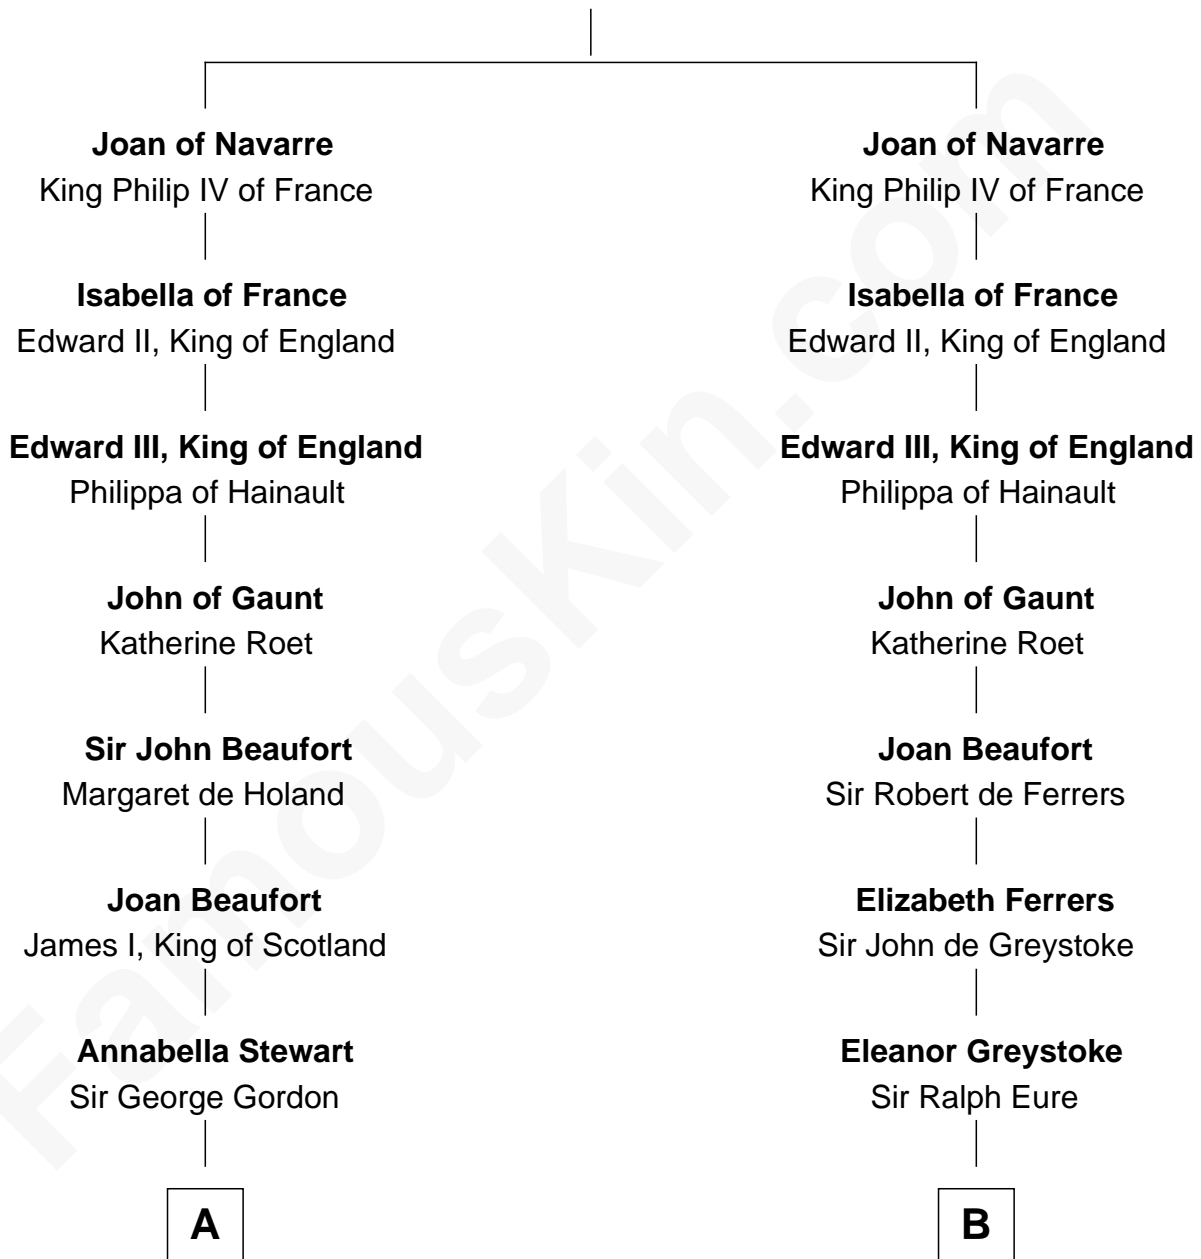 Joan of Navarre
King Philip IV of France
Isabella of France
Edward II, King of England
Edward III, King of England
Philippa of Hainault
John of Gaunt
Katherine Roet
Sir John Beaufort
Margaret de Holand
Joan Beaufort
James I, King of Scotland
Annabella Stewart
Sir George Gordon
A
Joan of Navarre
King Philip IV of France
Isabella of France
Edward II, King of England
Edward III, King of England
Philippa of Hainault
John of Gaunt
Katherine Roet
Joan Beaufort
Sir Robert de Ferrers
Elizabeth Ferrers
Sir John de Greystoke
Eleanor Greystoke
Sir Ralph Eure
B
FamousKin.com